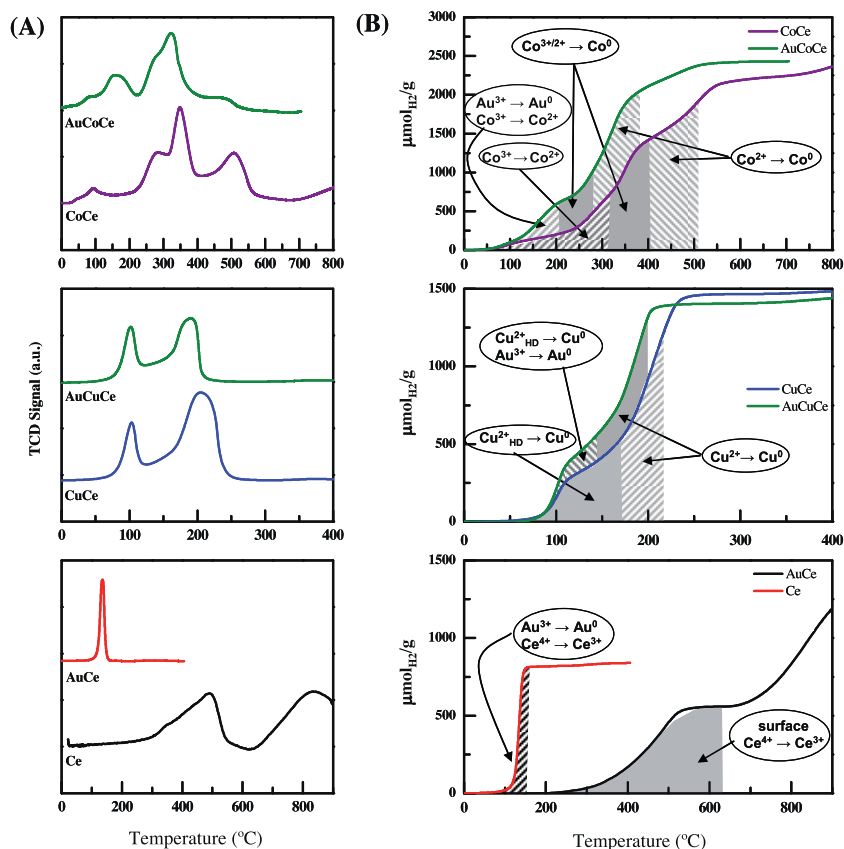 (A)
(B)
AuCoCe
CoCe
0 100 200 300 400 500 600 700 800
AuCuCe
CuCe
0 100 200 300 400
AuCe
Ce
0 200 400 600 800
TCD Signal (a.u.)
Temperature (ºC)
3000
2500
2000
1500
1000
500
0
μmol_H2/g
CoCe
AuCoCe
Co³⁺/²⁺ → Co⁰
Au³⁺ → Au⁰
Co³⁺ → Co²⁺
Co³⁺ → Co²⁺
Co²⁺ → Co⁰
0 100 200 300 400 500 600 700 800
1500
1000
500
0
μmol_H2/g
Cu²⁺_HD → Cu⁰
Au³⁺ → Au⁰
CuCe
AuCuCe
Cu²⁺_HD → Cu⁰
Cu²⁺ → Cu⁰
0 100 200 300 400
1500
1000
500
0
μmol_H2/g
AuCe
Ce
Au³⁺ → Au⁰
Ce⁴⁺ → Ce³⁺
surface
Ce⁴⁺ → Ce³⁺
0 200 400 600 800
Temperature (ºC)